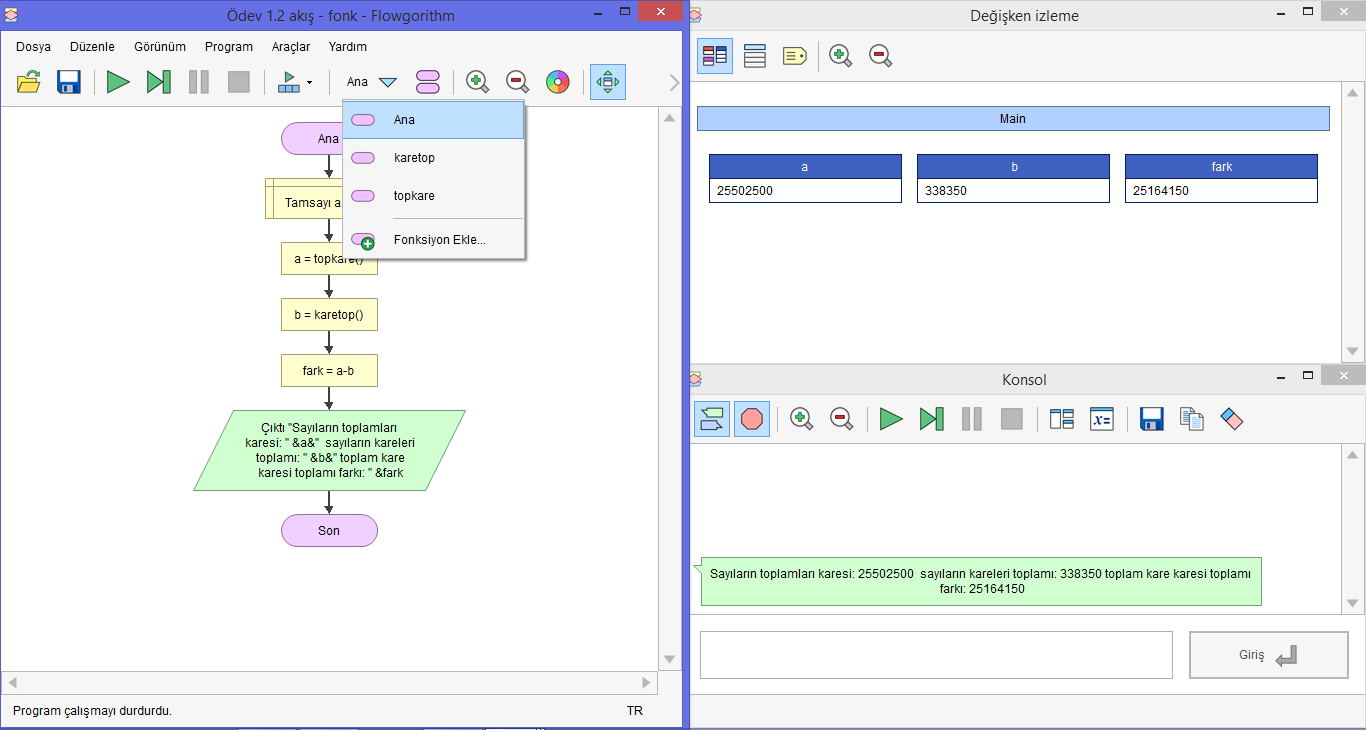 Ödev 1.2 akış - fonk - Flowgorithm
Dosya Düzenle Görünüm Program Araçlar Yardım
Ana
Ana
karetop
topkare
Fonksiyon Ekle...
Ana
Tamsayı a
a = topkare()
b = karetop()
fark = a-b
Çıktı "Sayıların toplamları
karesi: " &a&"  sayıların kareleri
toplamı: " &b&" toplam kare
karesi toplamı farkı: " &fark
Son
Program çalışmayı durdurdu.
TR
Değişken izleme
Main
a b fark
25502500 338350 25164150
Konsol
x=
Sayıların toplamları karesi: 25502500  sayıların kareleri toplamı: 338350 toplam kare karesi toplamı
farkı: 25164150
Giriş